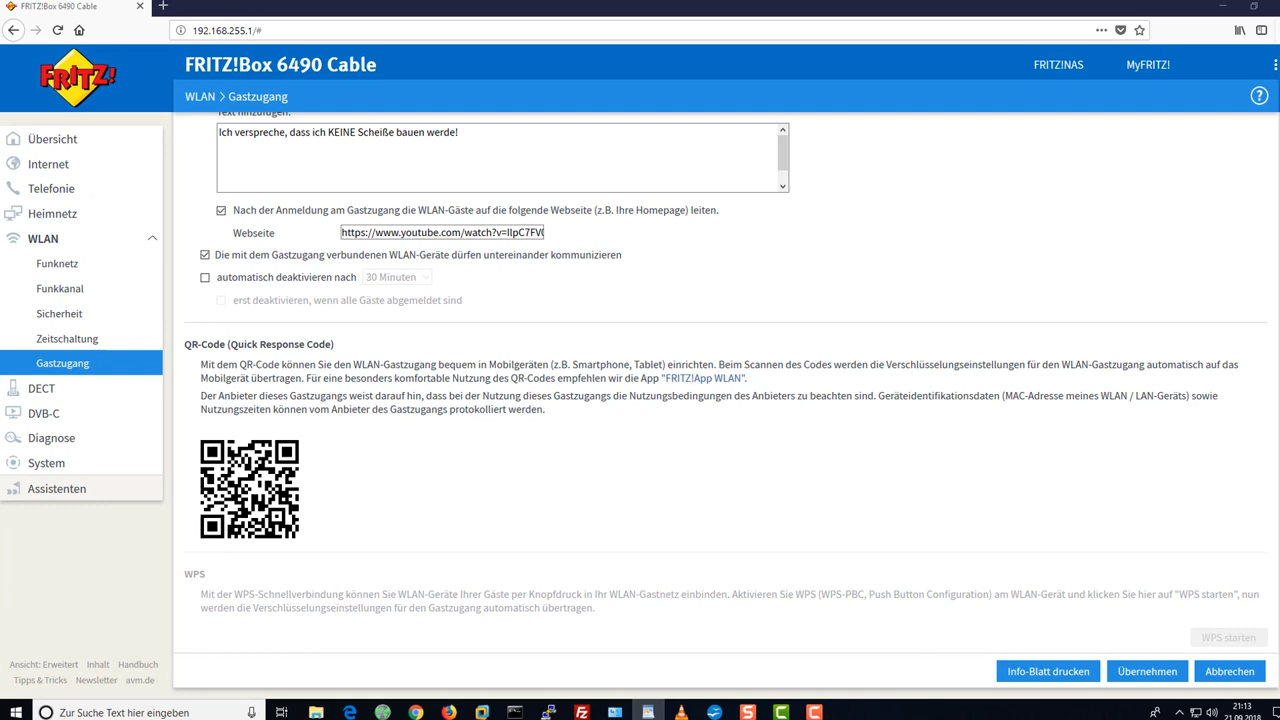 FRITZ!Box 6490 Cable
192.168.255.1/#
FRITZ!
FRITZ!Box 6490 Cable
FRITZ!NAS
MyFRITZ!
WLAN > Gastzugang
?
Übersicht
Internet
Telefonie
Heimnetz
WLAN
Funknetz
Funkkanal
Sicherheit
Zeitschaltung
Gastzugang
DECT
DVB-C
Diagnose
System
Assistenten
Ansicht: Erweitert Inhalt Handbuch
Tipps & Tricks Newsletter avm.de
Text hinzufügen:
Ich verspreche, dass ich KEINE Scheiße bauen werde!
Nach der Anmeldung am Gastzugang die WLAN-Gäste auf die folgende Webseite (z.B. Ihre Homepage) leiten.
Webseite
Die mit dem Gastzugang verbundenen WLAN-Geräte dürfen untereinander kommunizieren
automatisch deaktivieren nach 30 Minuten
erst deaktivieren, wenn alle Gäste abgemeldet sind
QR-Code (Quick Response Code)
Mit dem QR-Code können Sie den WLAN-Gastzugang bequem in Mobilgeräten (z.B. Smartphone, Tablet) einrichten. Beim Scannen des Codes werden die Verschlüsselungseinstellungen für den WLAN-Gastzugang automatisch auf das
Mobilgerät übertragen. Für eine besonders komfortable Nutzung des QR-Codes empfehlen wir die App "FRITZ!App WLAN".
Der Anbieter dieses Gastzugangs weist darauf hin, dass bei der Nutzung dieses Gastzugangs die Nutzungsbedingungen des Anbieters zu beachten sind. Geräteidentifikationsdaten (MAC-Adresse meines WLAN / LAN-Geräts) sowie
Nutzungszeiten können vom Anbieter des Gastzugangs protokolliert werden.
WPS
Mit der WPS-Schnellverbindung können Sie WLAN-Geräte Ihrer Gäste per Knopfdruck in Ihr WLAN-Gastnetz einbinden. Aktivieren Sie WPS (WPS-PBC, Push Button Configuration) am WLAN-Gerät und klicken Sie hier auf "WPS starten", nun
werden die Verschlüsselungseinstellungen für den Gastzugang automatisch übertragen.
WPS starten
Info-Blatt drucken
Übernehmen
Abbrechen
Zur Suche Text hier eingeben
21:13
21.09.2018